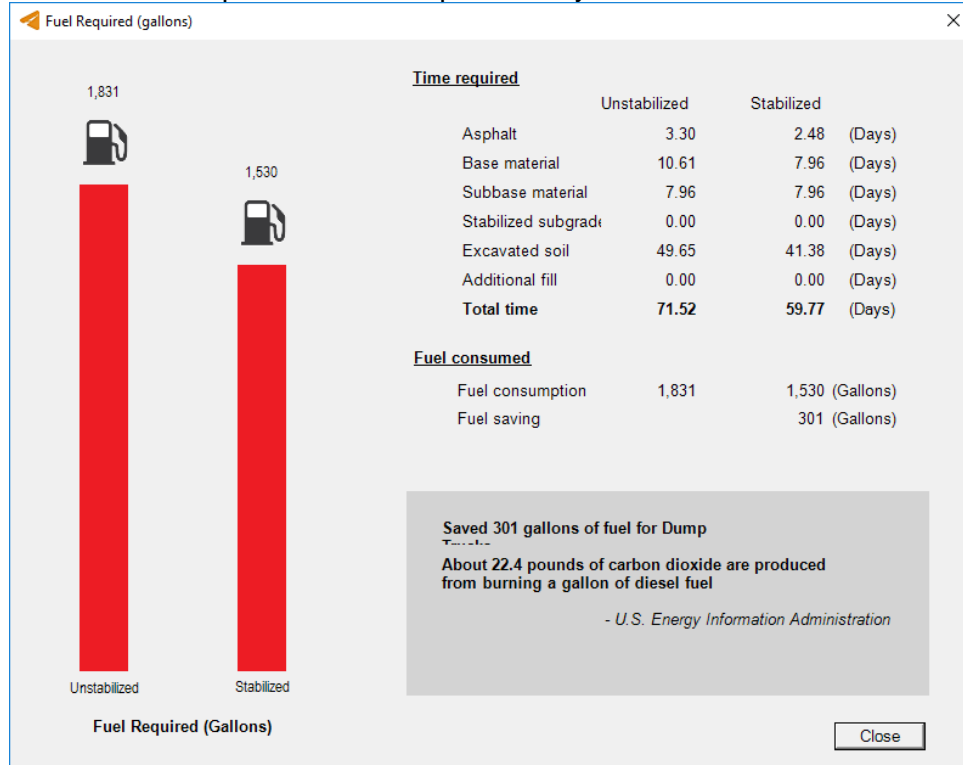 Fuel Required (gallons)
1,831
1,530
Unstabilized
Stabilized
Fuel Required (Gallons)
Time required
Unstabilized Stabilized
Asphalt 3.30 2.48 (Days)
Base material 10.61 7.96 (Days)
Subbase material 7.96 7.96 (Days)
Stabilized subgrade 0.00 0.00 (Days)
Excavated soil 49.65 41.38 (Days)
Additional fill 0.00 0.00 (Days)
Total time 71.52 59.77 (Days)
Fuel consumed
Fuel consumption 1,831 1,530 (Gallons)
Fuel saving 301 (Gallons)
Saved 301 gallons of fuel for Dump
Trucks
About 22.4 pounds of carbon dioxide are produced
from burning a gallon of diesel fuel
- U.S. Energy Information Administration
Close